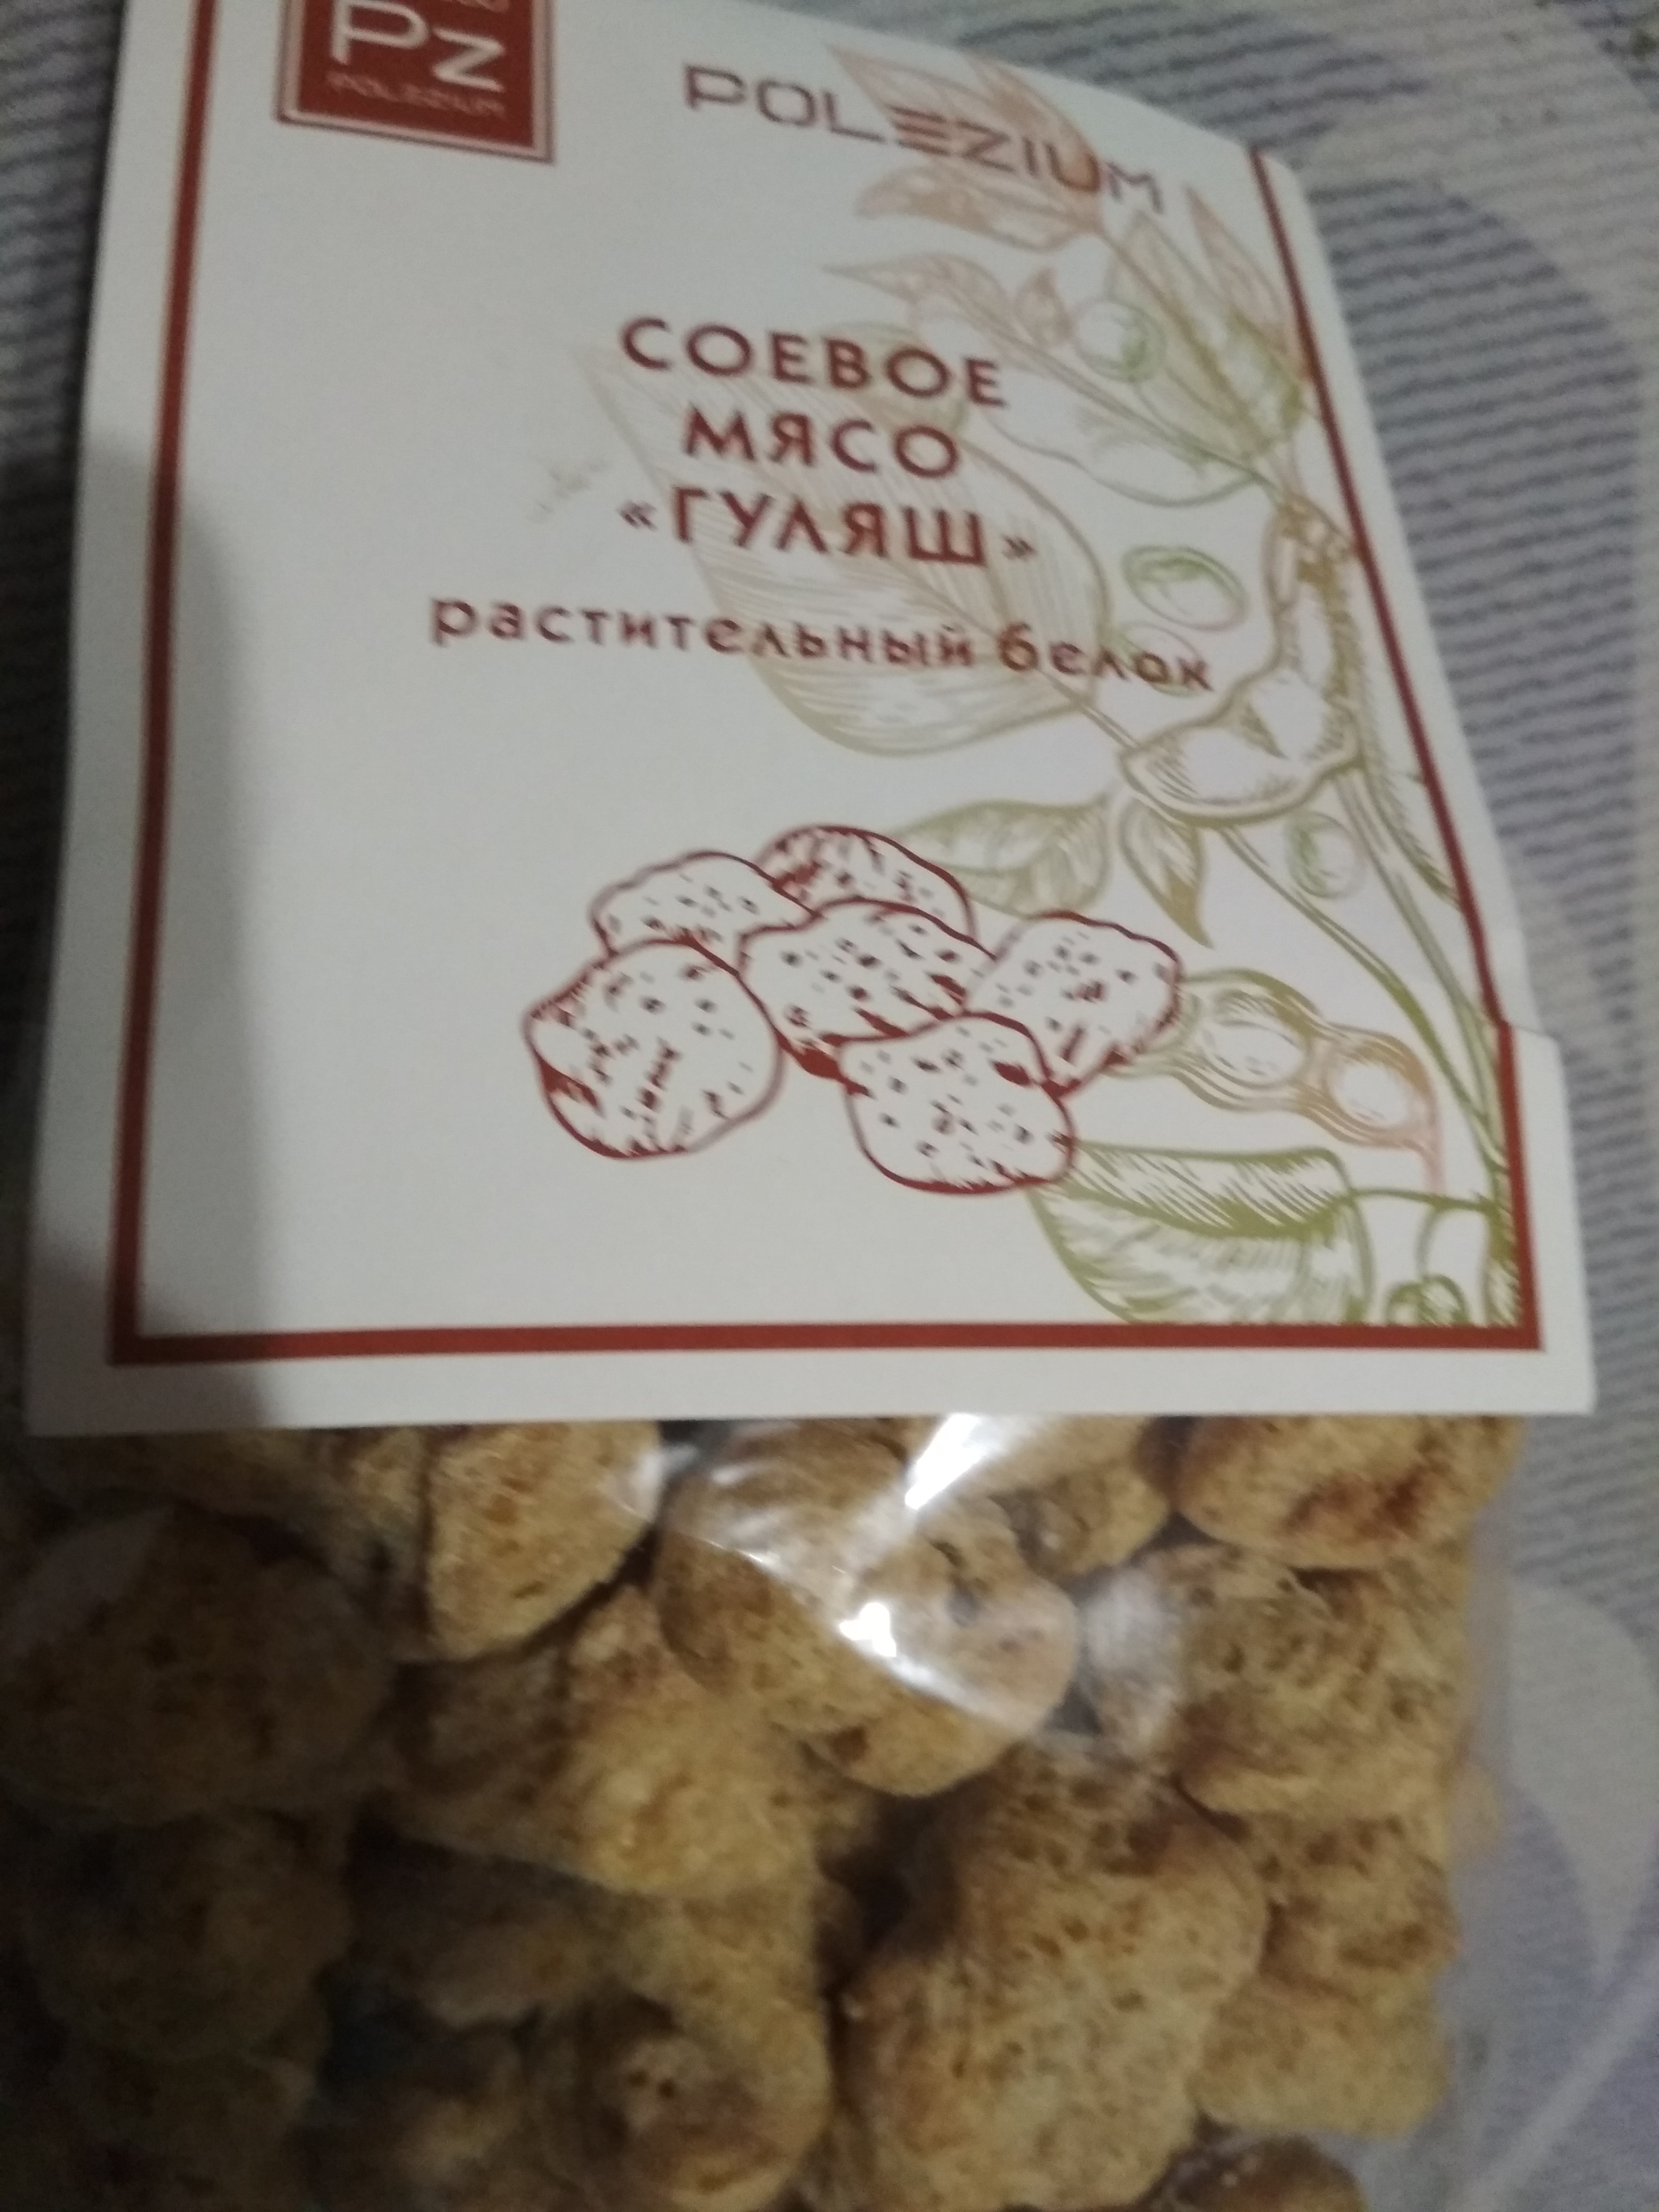 PZ
POLEZIUM
POLEZIUM
СОЕВОЕ
МЯСО
«ГУЛЯШ»
растительный белок